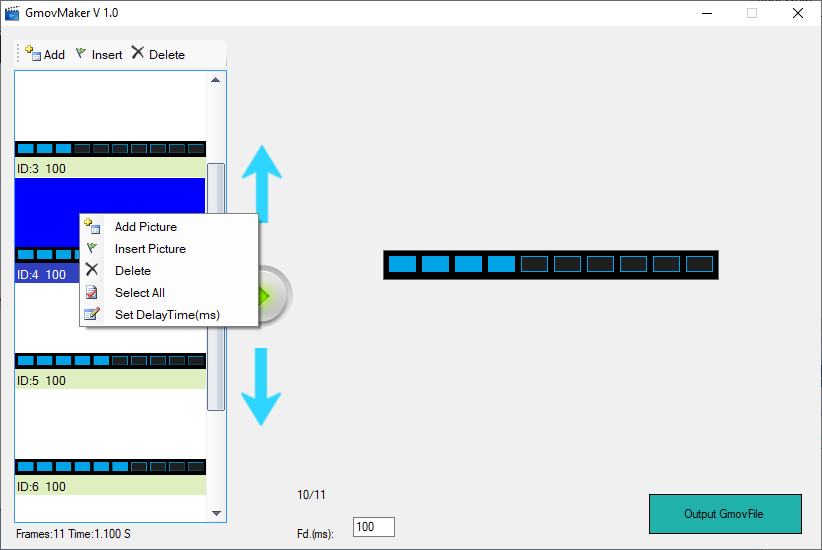 GmovMaker V 1.0
Add Insert Delete
ID:3 100
Add Picture
Insert Picture
ID:4 100
Delete
Select All
Set DelayTime(ms)
ID:5 100
ID:6 100
10/11
Output GmovFile
Frames:11 Time:1.100 S
Fd.(ms): 100